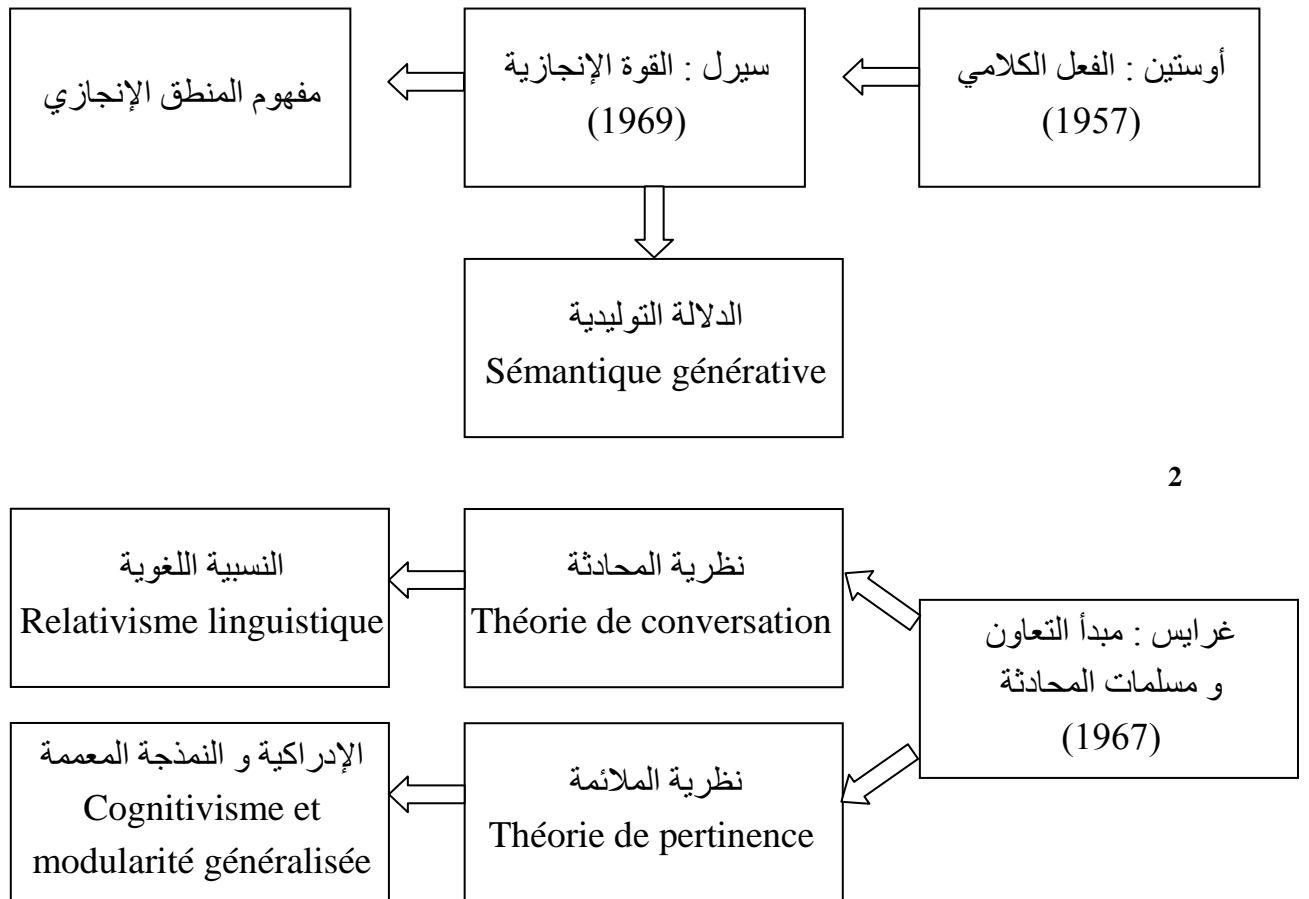 أوستين : الفعل الكلامي
(1957)
سيرل : القوة الإنجازية
(1969)
مفهوم المنطق الإنجازي
الدلالة التوليدية
Sémantique générative
2
غرايس : مبدأ التعاون
و مسلمات المحادثة
(1967)
نظرية المحادثة
Théorie de conversation
النسبية اللغوية
Relativisme linguistique
نظرية الملائمة
Théorie de pertinence
الإدراكية و النمذجة المعممة
Cognitivisme et
modularité généralisée